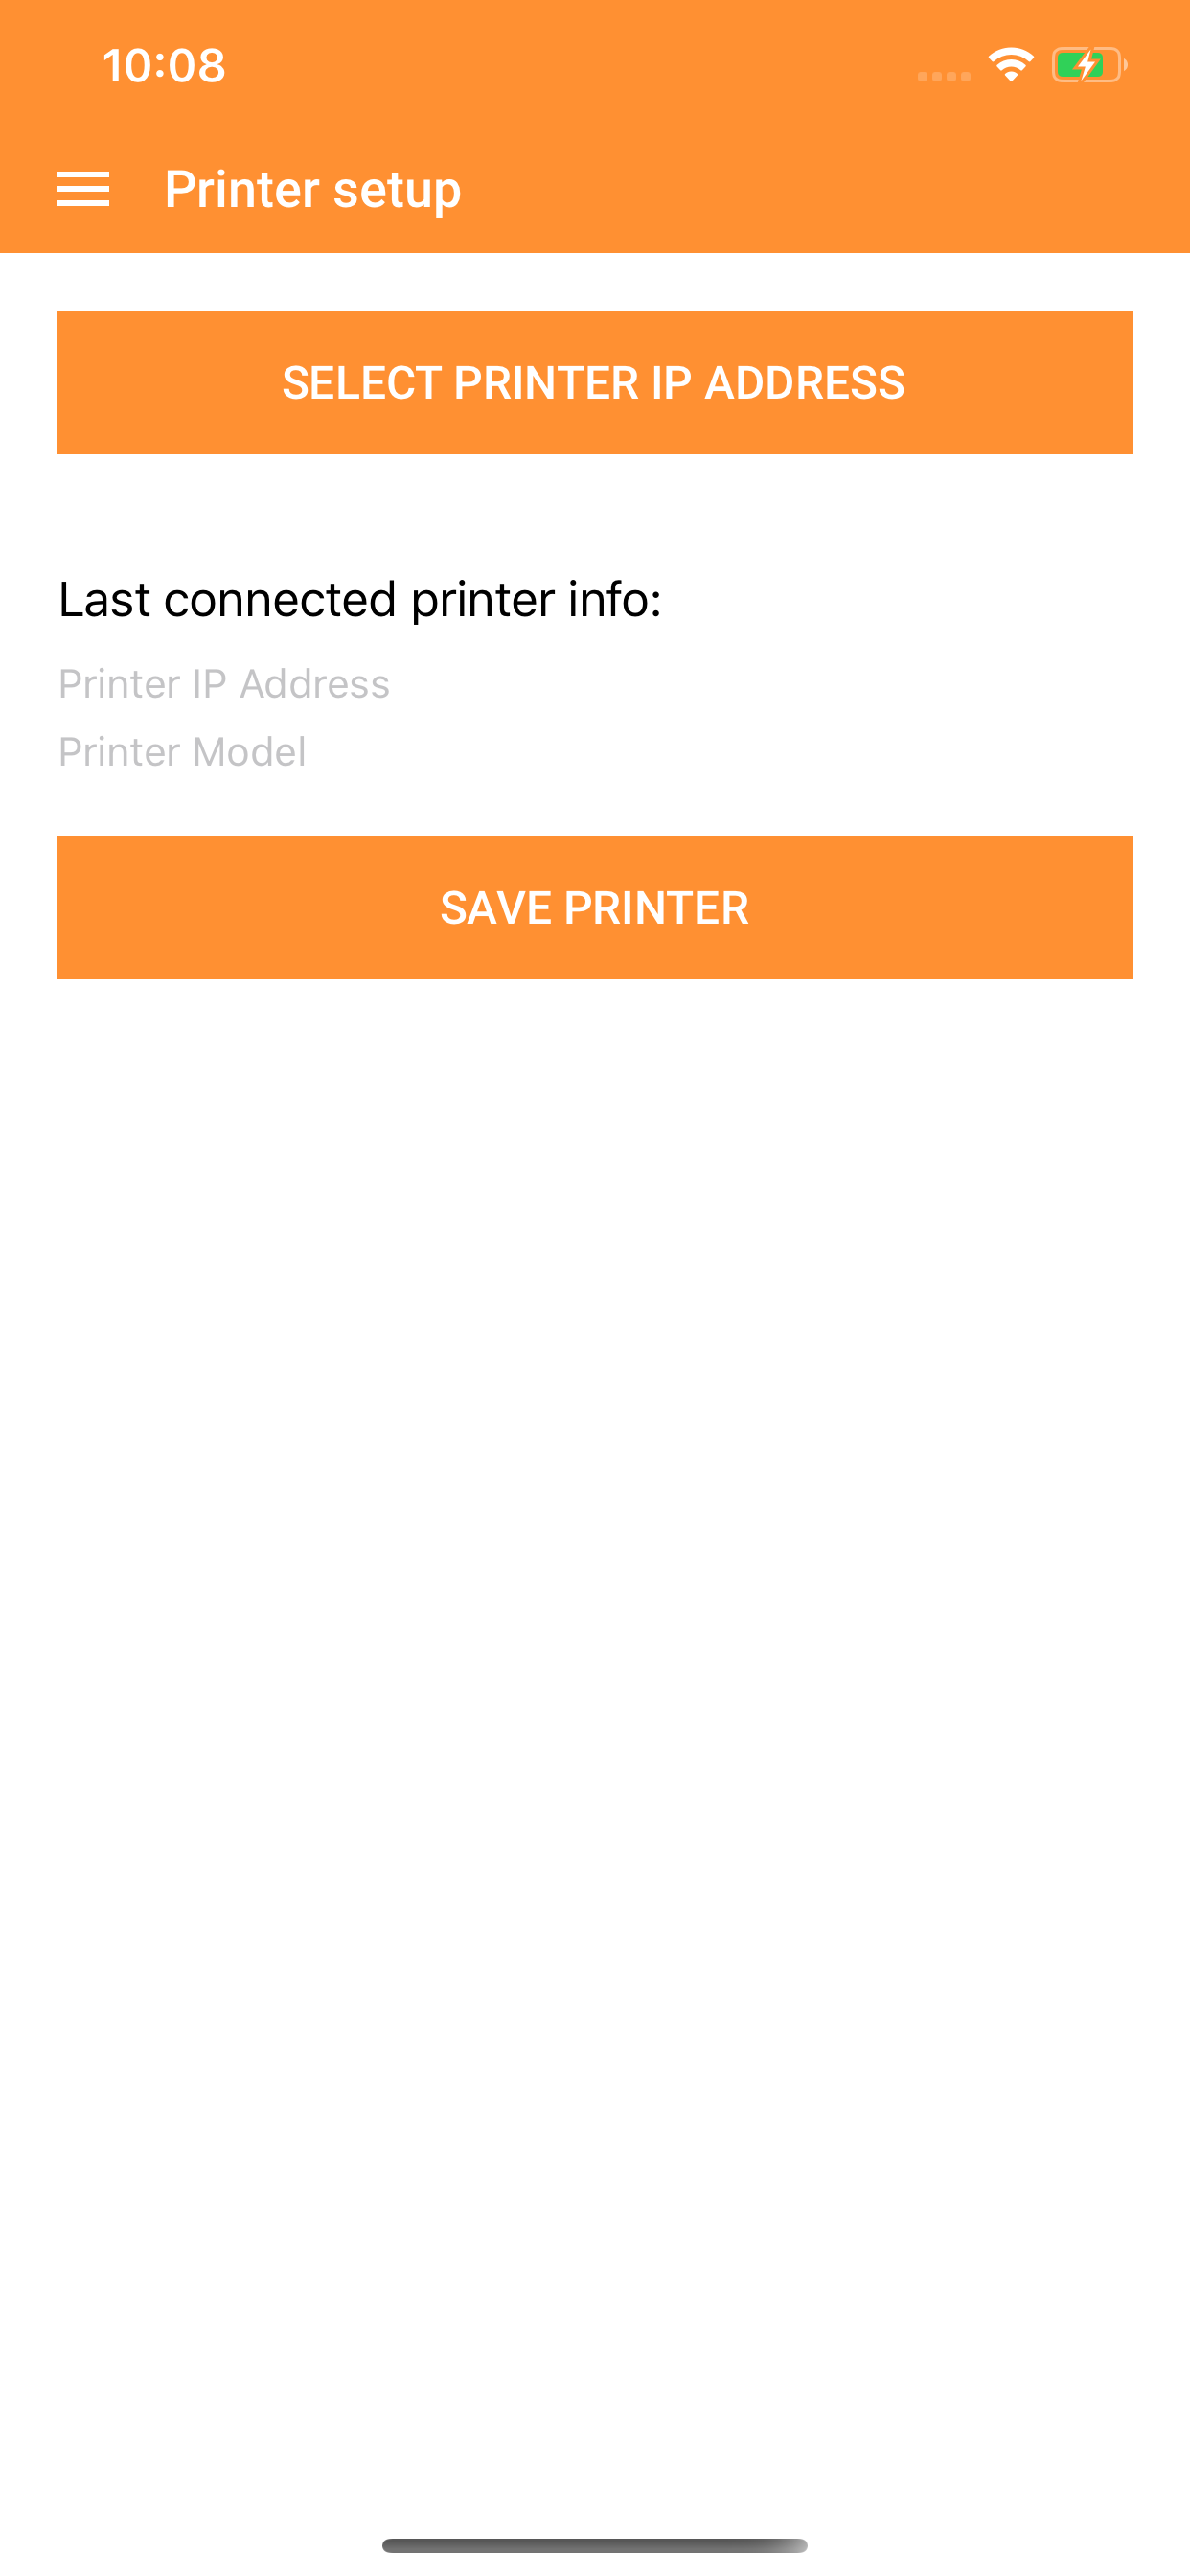 10:08
Printer setup
SELECT PRINTER IP ADDRESS
Last connected printer info:
Printer IP Address
Printer Model
SAVE PRINTER